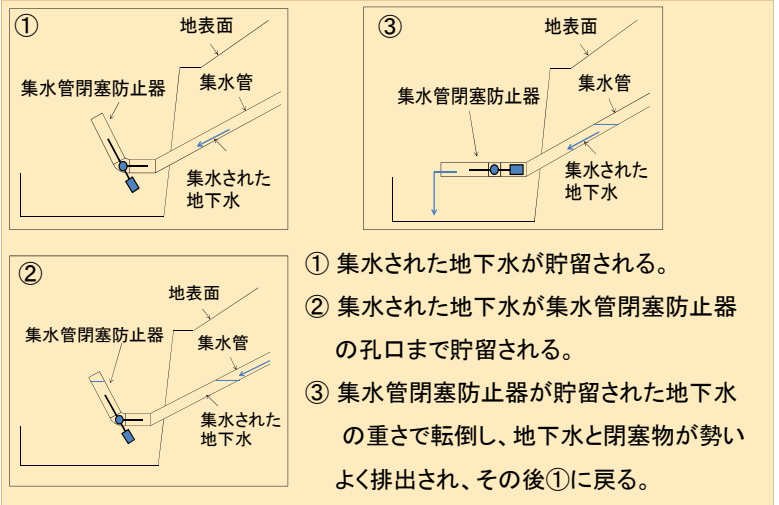 ①
地表面
集水管閉塞防止器
集水管
集水された
地下水
③
地表面
集水管
集水管閉塞防止器
集水された
地下水
②
地表面
集水管閉塞防止器
集水管
集水された
地下水
① 集水された地下水が貯留される。
② 集水された地下水が集水管閉塞防止器
の孔口まで貯留される。
③ 集水管閉塞防止器が貯留された地下水
の重さで転倒し、地下水と閉塞物が勢い
よく排出され、その後①に戻る。